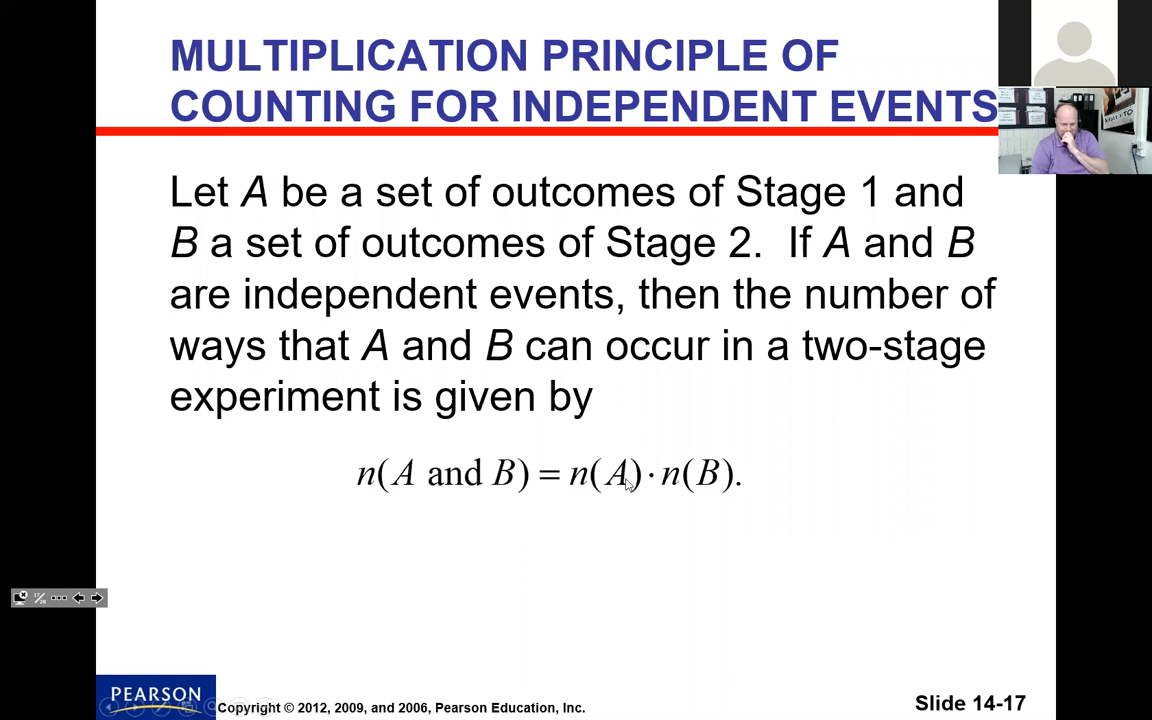 MULTIPLICATION PRINCIPLE OF
COUNTING FOR INDEPENDENT EVENTS
Let A be a set of outcomes of Stage 1 and
B a set of outcomes of Stage 2. If A and B
are independent events, then the number of
ways that A and B can occur in a two-stage
experiment is given by
n(A and B) = n(A) · n(B).
PEARSON
Copyright © 2012, 2009, and 2006, Pearson Education, Inc.
Slide 14-17